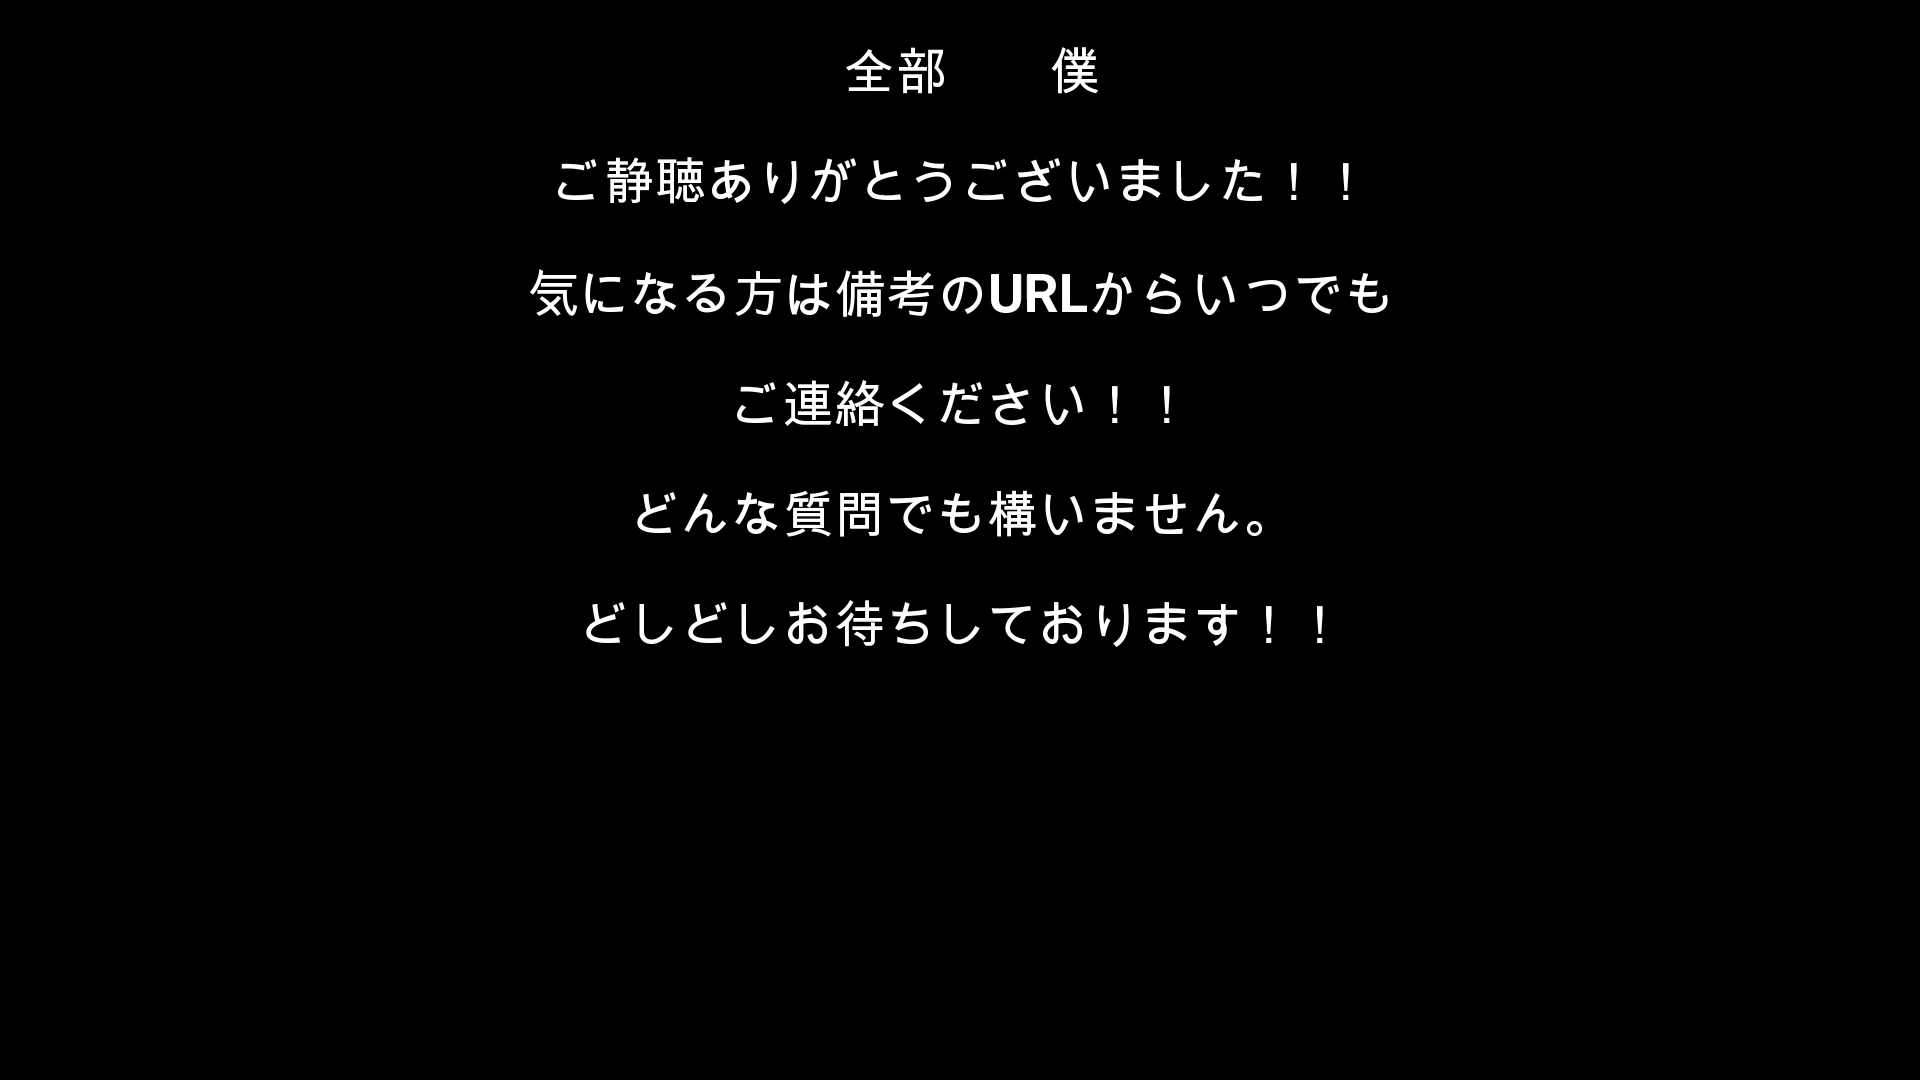 全部　　僕
ご静聴ありがとうございました！！
気になる方は備考のURLからいつでも
ご連絡ください！！
どんな質問でも構いません。
どしどしお待ちしております！！